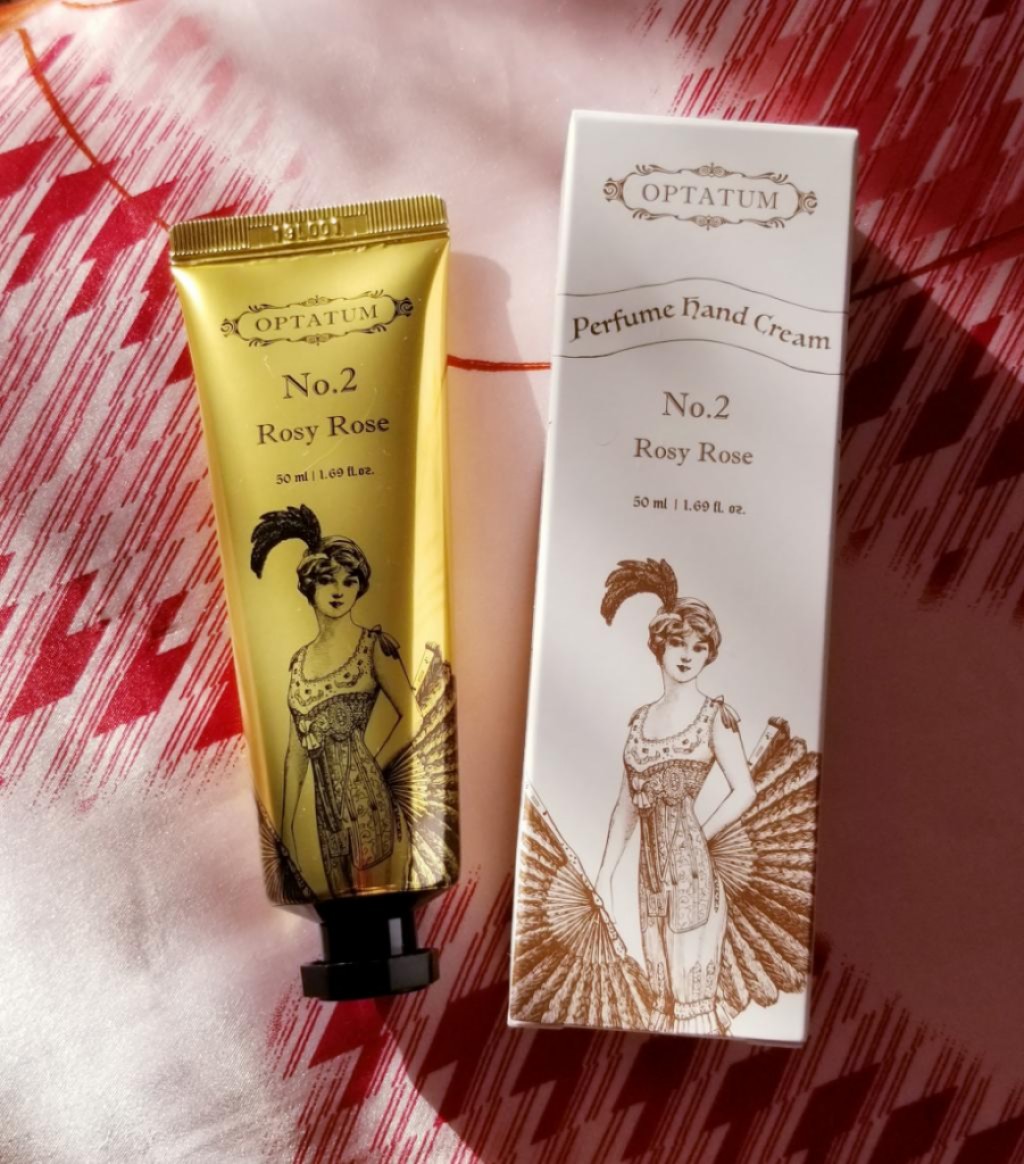 OPTATUM
No.2
Rosy Rose
50 ml | 1.69 fl.oz.
OPTATUM
Perfume Hand Cream
No.2
Rosy Rose
50 ml | 1.69 fl. oz.